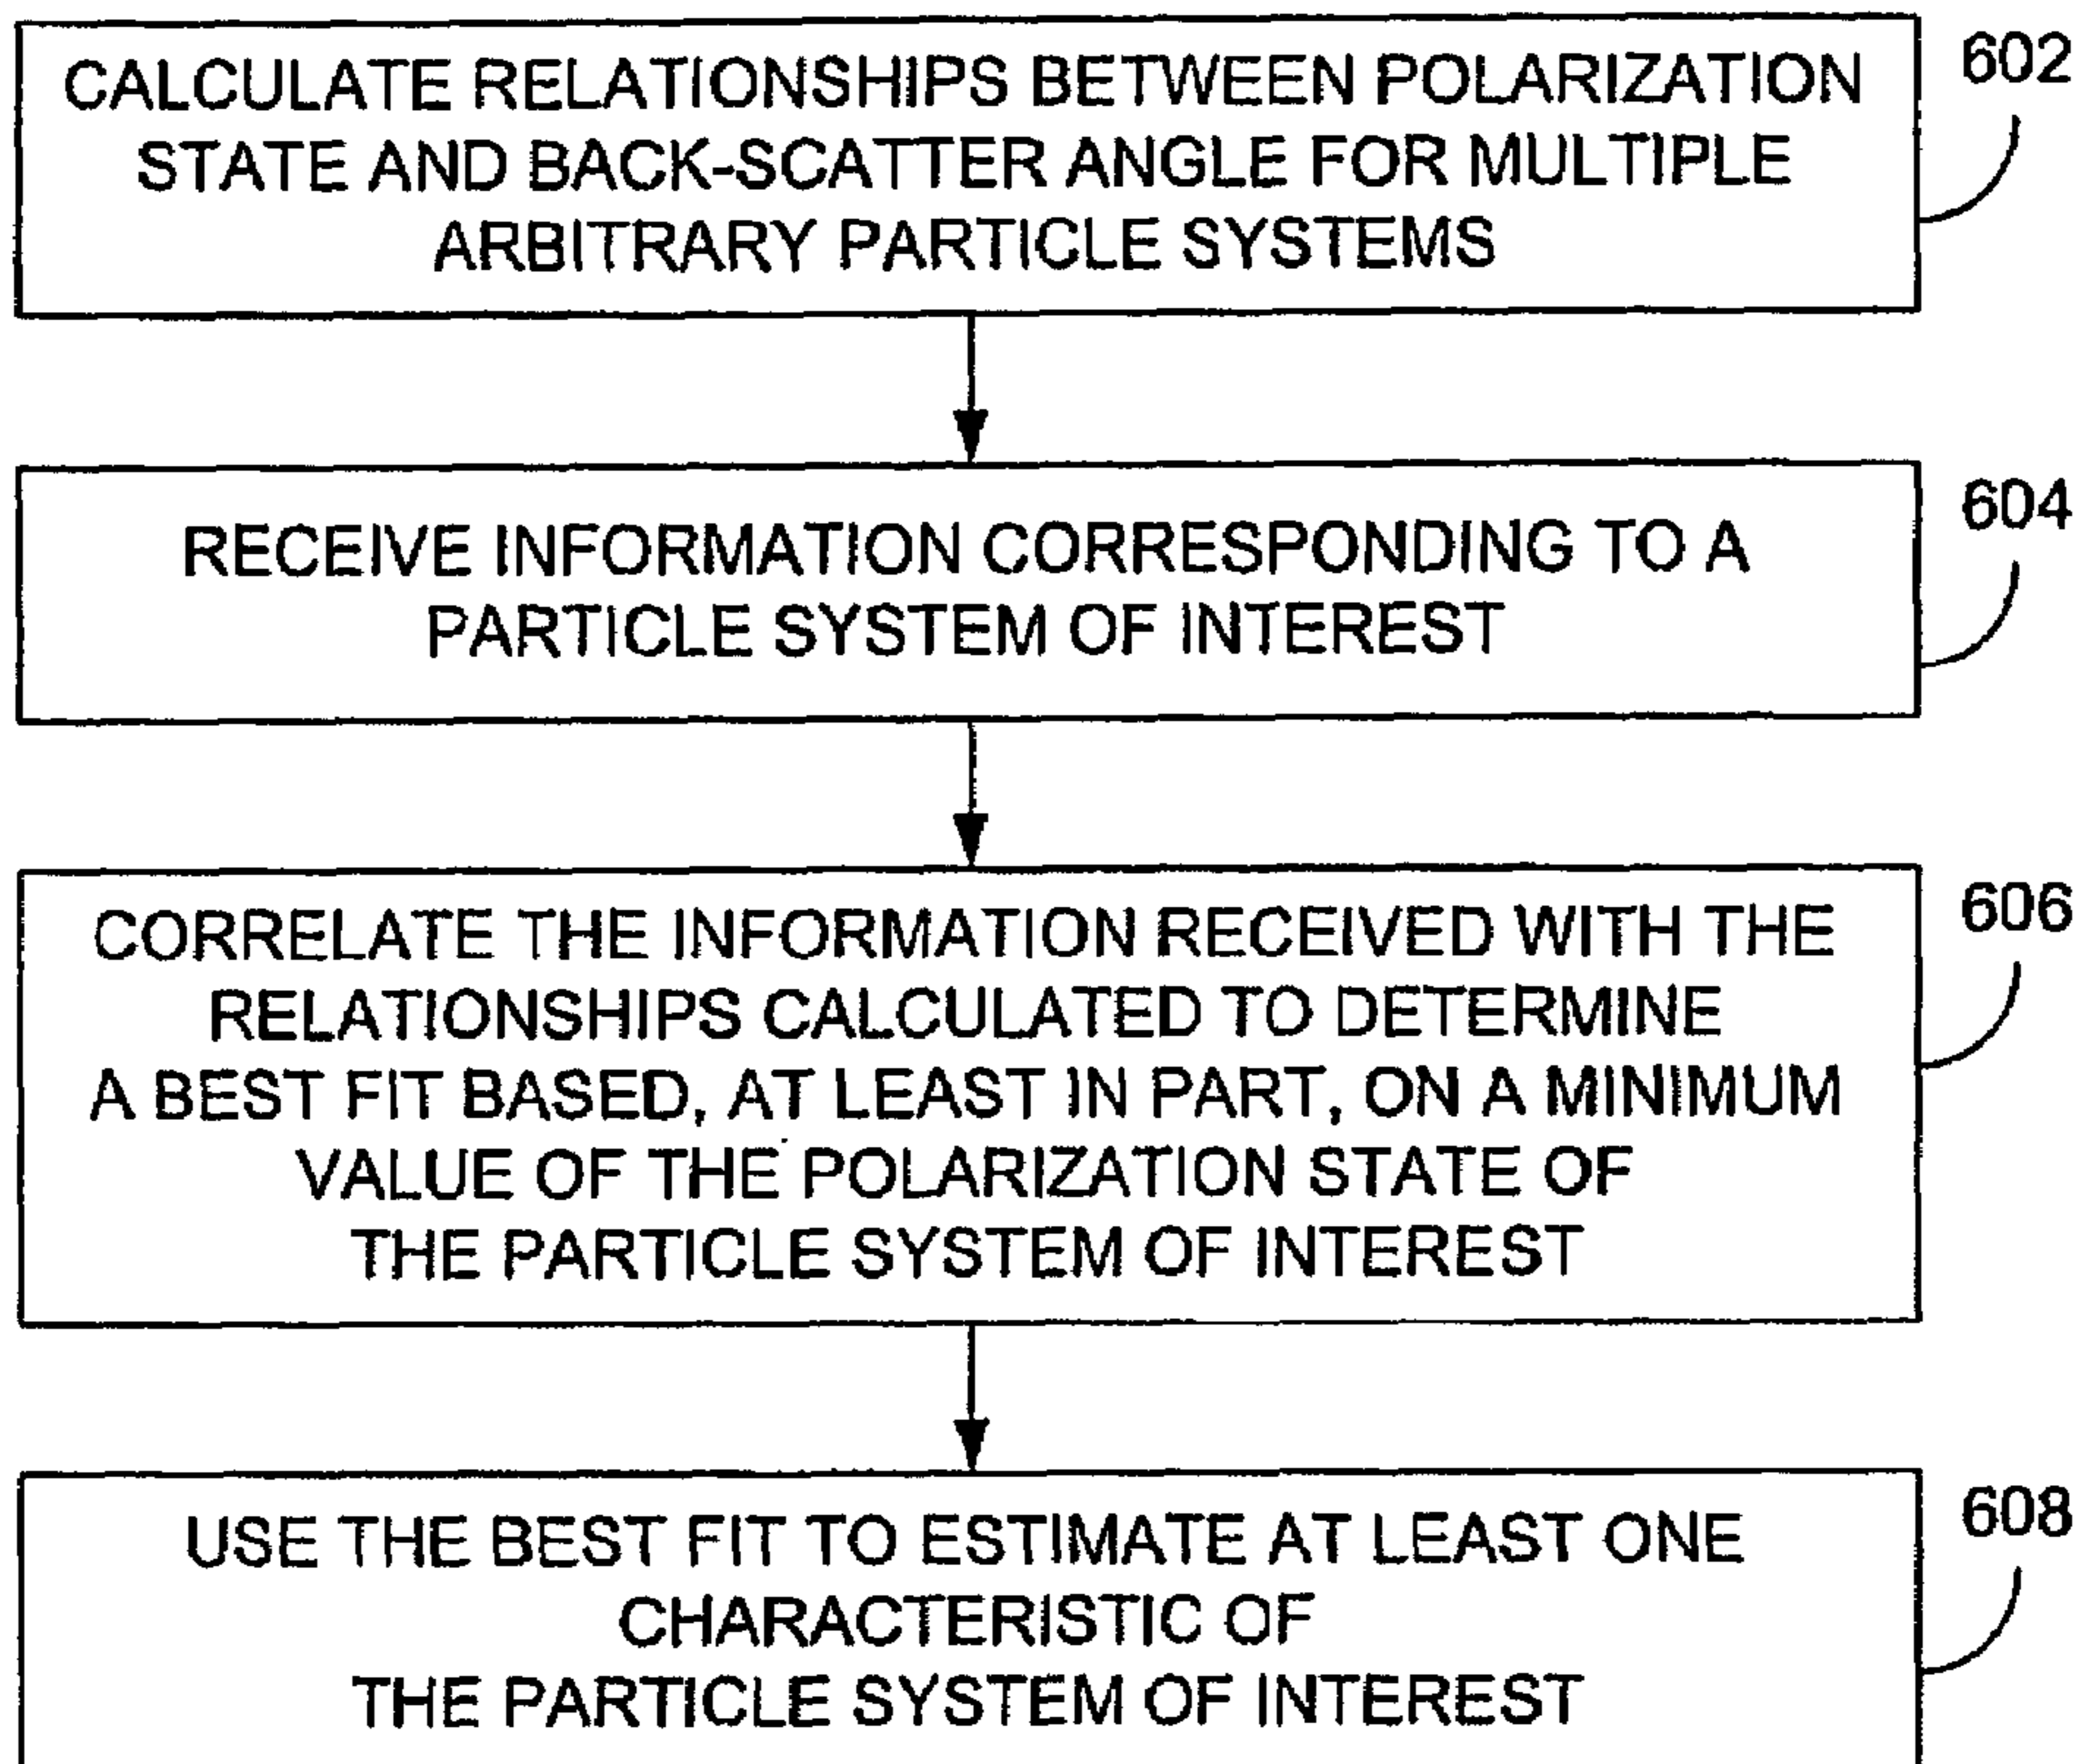 CALCULATE RELATIONSHIPS BETWEEN POLARIZATION
STATE AND BACK-SCATTER ANGLE FOR MULTIPLE
ARBITRARY PARTICLE SYSTEMS
602
RECEIVE INFORMATION CORRESPONDING TO A
PARTICLE SYSTEM OF INTEREST
604
CORRELATE THE INFORMATION RECEIVED WITH THE
RELATIONSHIPS CALCULATED TO DETERMINE
A BEST FIT BASED, AT LEAST IN PART, ON A MINIMUM
VALUE OF THE POLARIZATION STATE OF
THE PARTICLE SYSTEM OF INTEREST
606
USE THE BEST FIT TO ESTIMATE AT LEAST ONE
CHARACTERISTIC OF
THE PARTICLE SYSTEM OF INTEREST
608